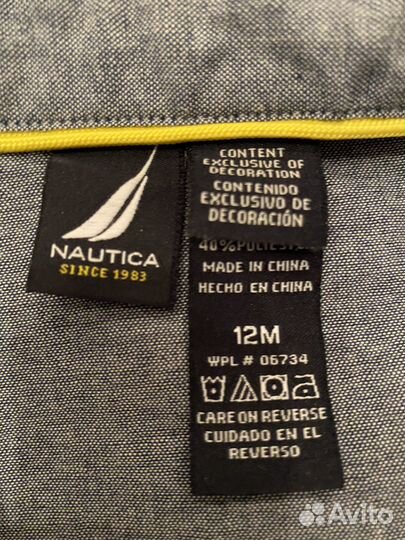 NAUTICA
SINCE 1983
CONTENT
EXCLUSIVE OF
DECORATION
CONTENIDO
EXCLUSIVO DE
DECORACIÓN
MADE IN CHINA
HECHO EN CHINA
12M
WPL # 06734
CARE ON REVERSE
CUIDADO EN EL
REVERSO
Avito